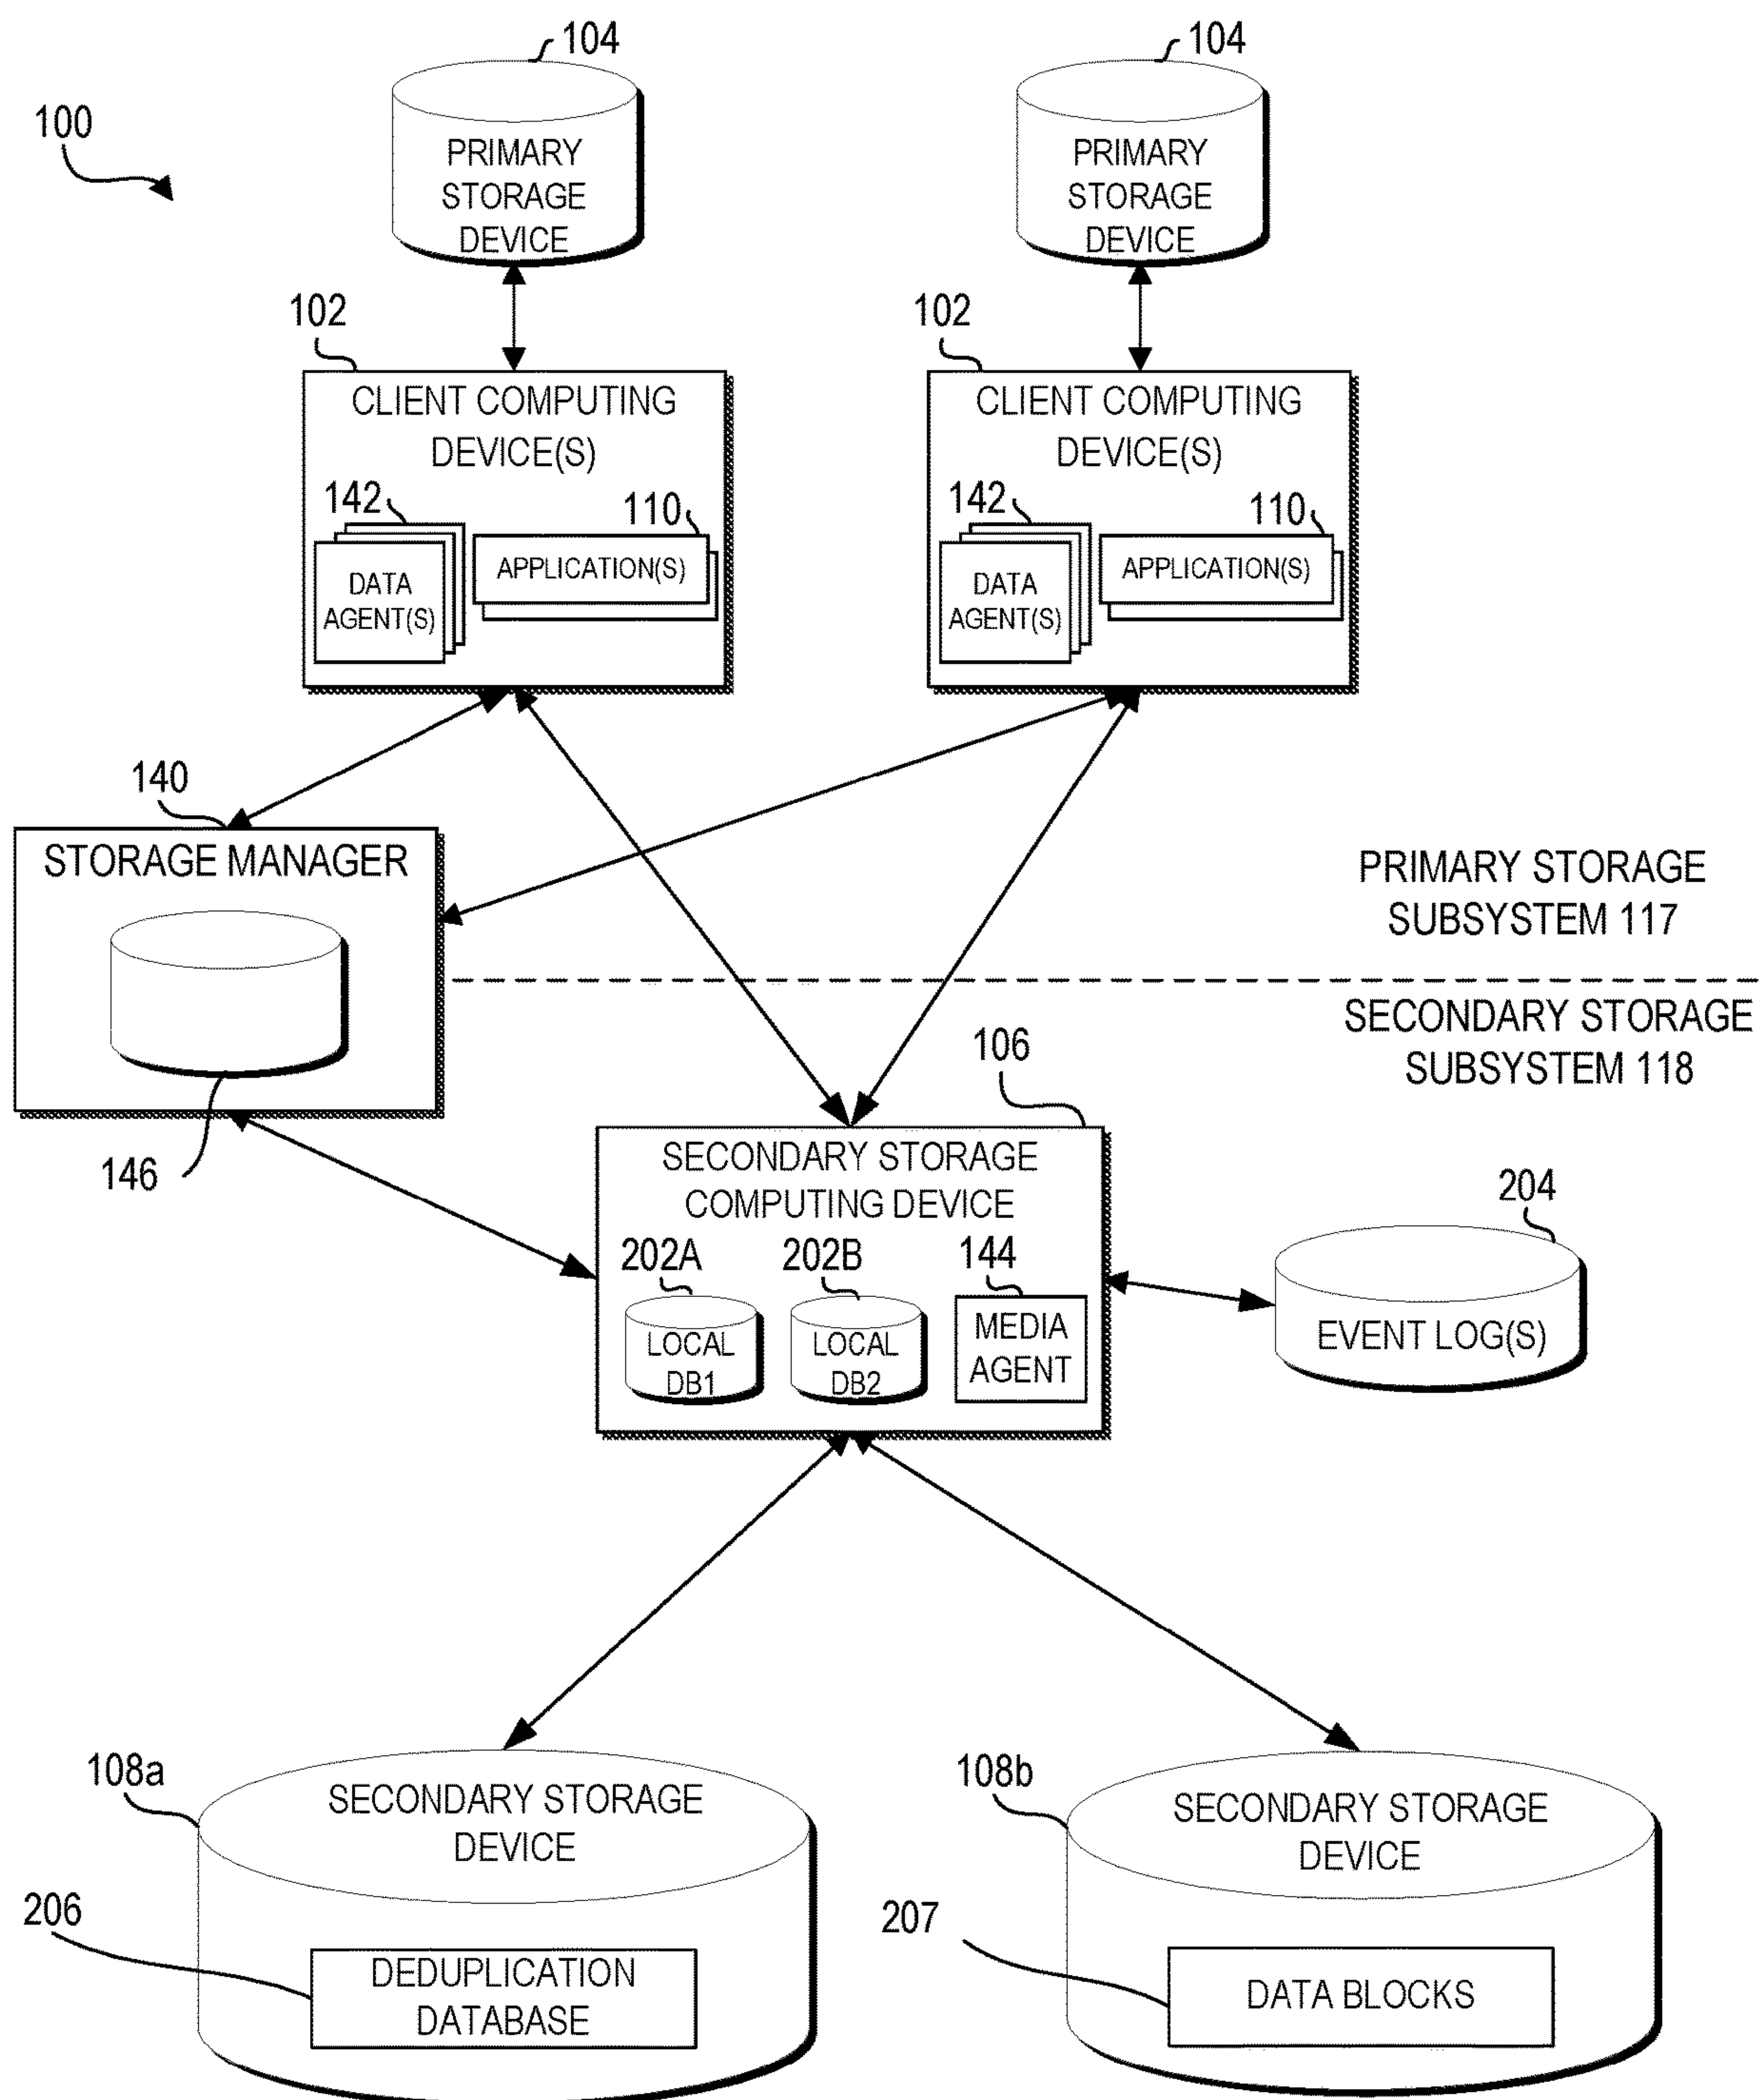 104
104
100
PRIMARY
STORAGE
DEVICE
PRIMARY
STORAGE
DEVICE
102
102
CLIENT COMPUTING
DEVICE(S)
CLIENT COMPUTING
DEVICE(S)
142
110
142
110
DATA
AGENT(S)
APPLICATION(S)
DATA
AGENT(S)
APPLICATION(S)
140
STORAGE MANAGER
146
PRIMARY STORAGE
SUBSYSTEM 117
SECONDARY STORAGE
SUBSYSTEM 118
106
SECONDARY STORAGE
COMPUTING DEVICE
202A
202B
144
LOCAL
DB1
LOCAL
DB2
MEDIA
AGENT
204
EVENT LOG(S)
108a
SECONDARY STORAGE
DEVICE
108b
SECONDARY STORAGE
DEVICE
206
DEDUPLICATION
DATABASE
207
DATA BLOCKS